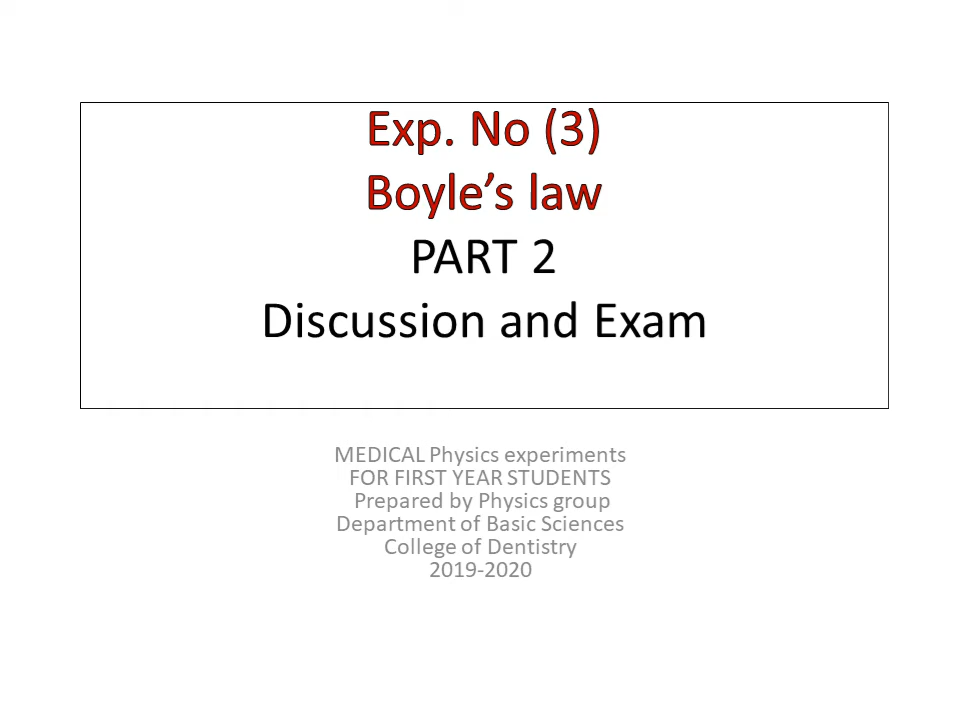 Exp. No (3)
Boyle’s law
PART 2
Discussion and Exam
MEDICAL Physics experiments
FOR FIRST YEAR STUDENTS
Prepared by Physics group
Department of Basic Sciences
College of Dentistry
2019-2020